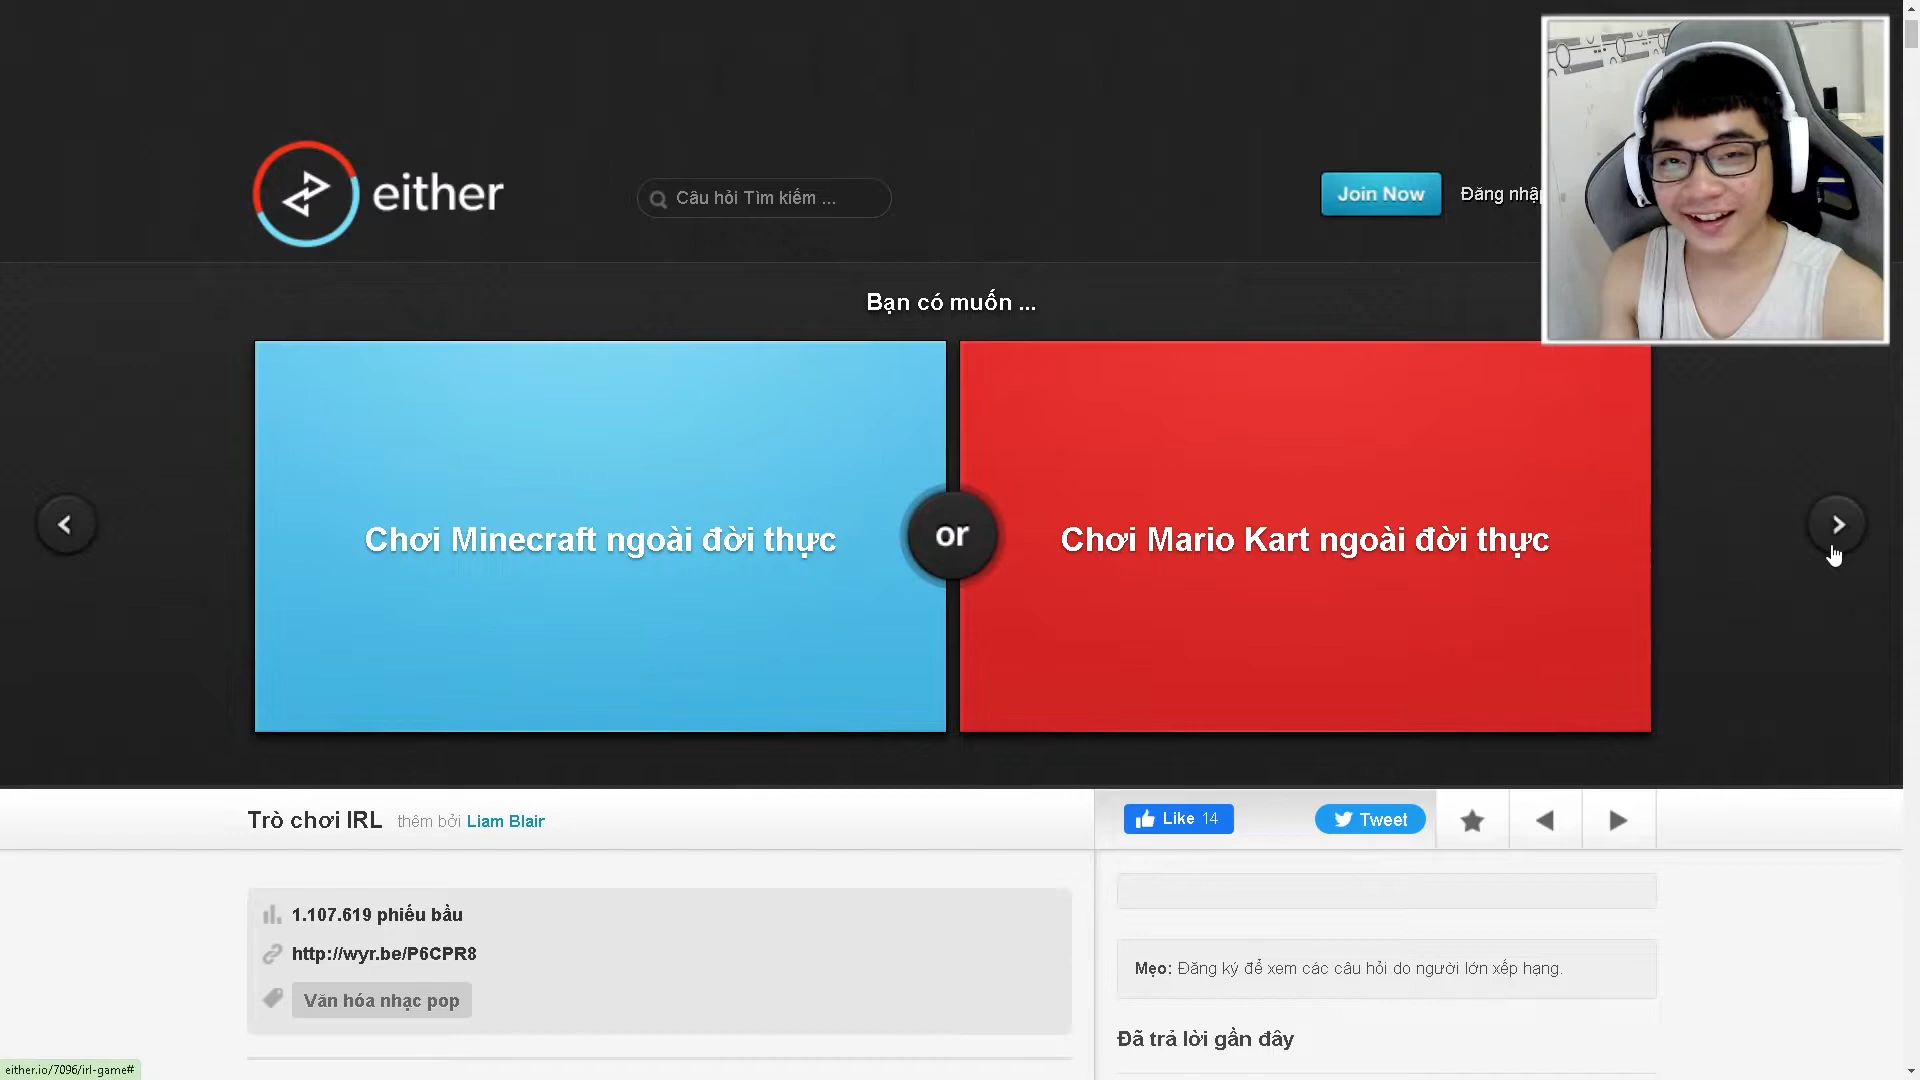 either
Câu hỏi Tìm kiếm ...
Join Now
Đăng nhập
Bạn có muốn ...
Chơi Minecraft ngoài đời thực
or
Chơi Mario Kart ngoài đời thực
Trò chơi IRL thêm bởi Liam Blair
Like 14
Tweet
1.107.619 phiếu bầu
http://wyr.be/P6CPR8
Văn hóa nhạc pop
Mẹo: Đăng ký để xem các câu hỏi do người lớn xếp hạng.
Đã trả lời gần đây
either.io/7096/irl-game#